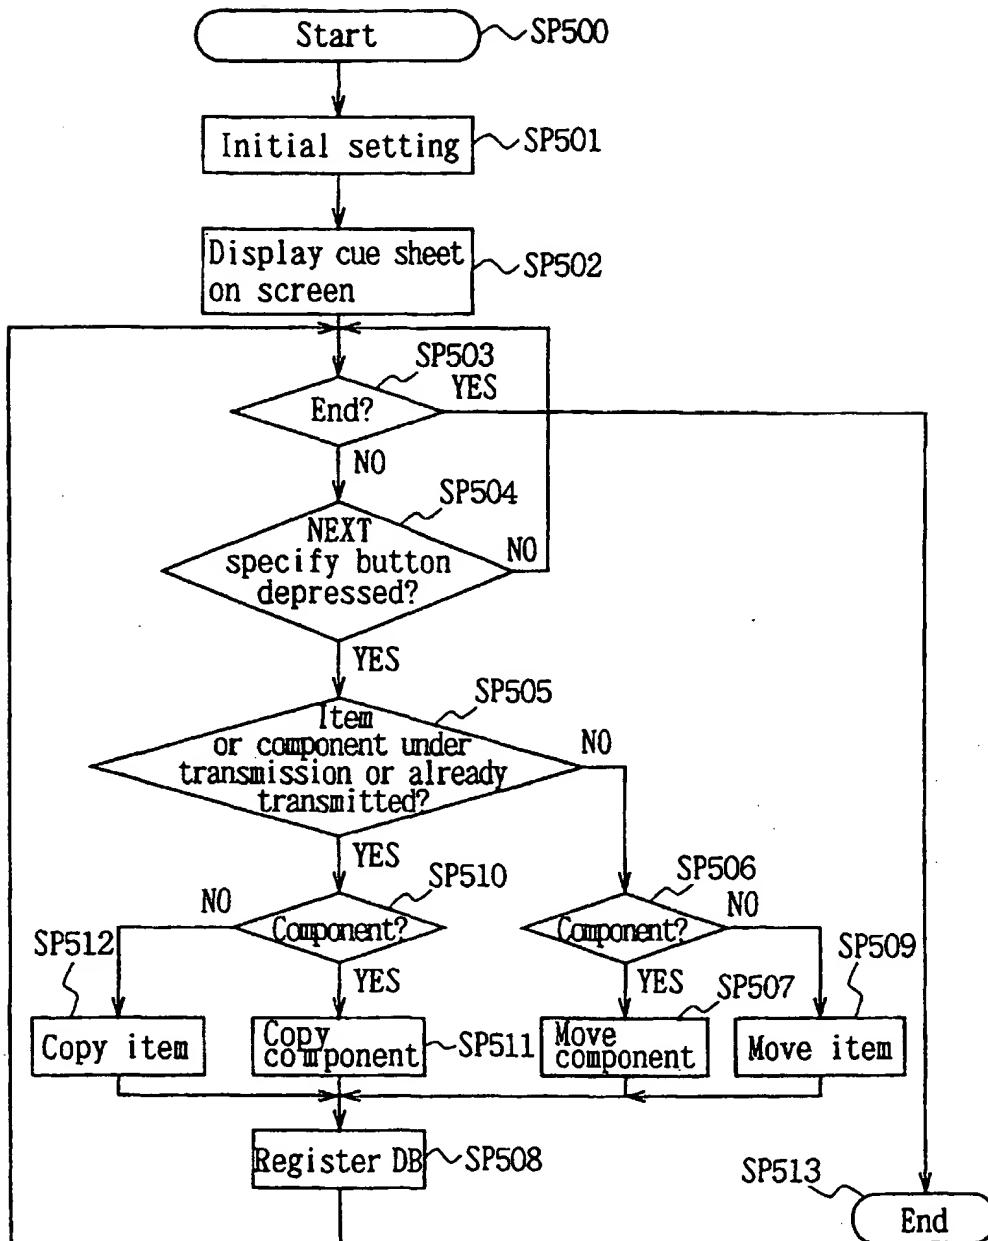 Start
SP500
Initial setting
SP501
Display cue sheet
on screen
SP502
SP503
End?
YES
NO
SP504
NEXT
specify button
depressed?
NO
YES
SP505
Item
or component under
transmission or already
transmitted?
NO
YES
SP510
NO
Component?
YES
SP506
Component?
NO
YES
SP512
Copy item
Copy
component
SP511
SP507
Move
component
SP509
Move item
Register DB
SP508
SP513
End